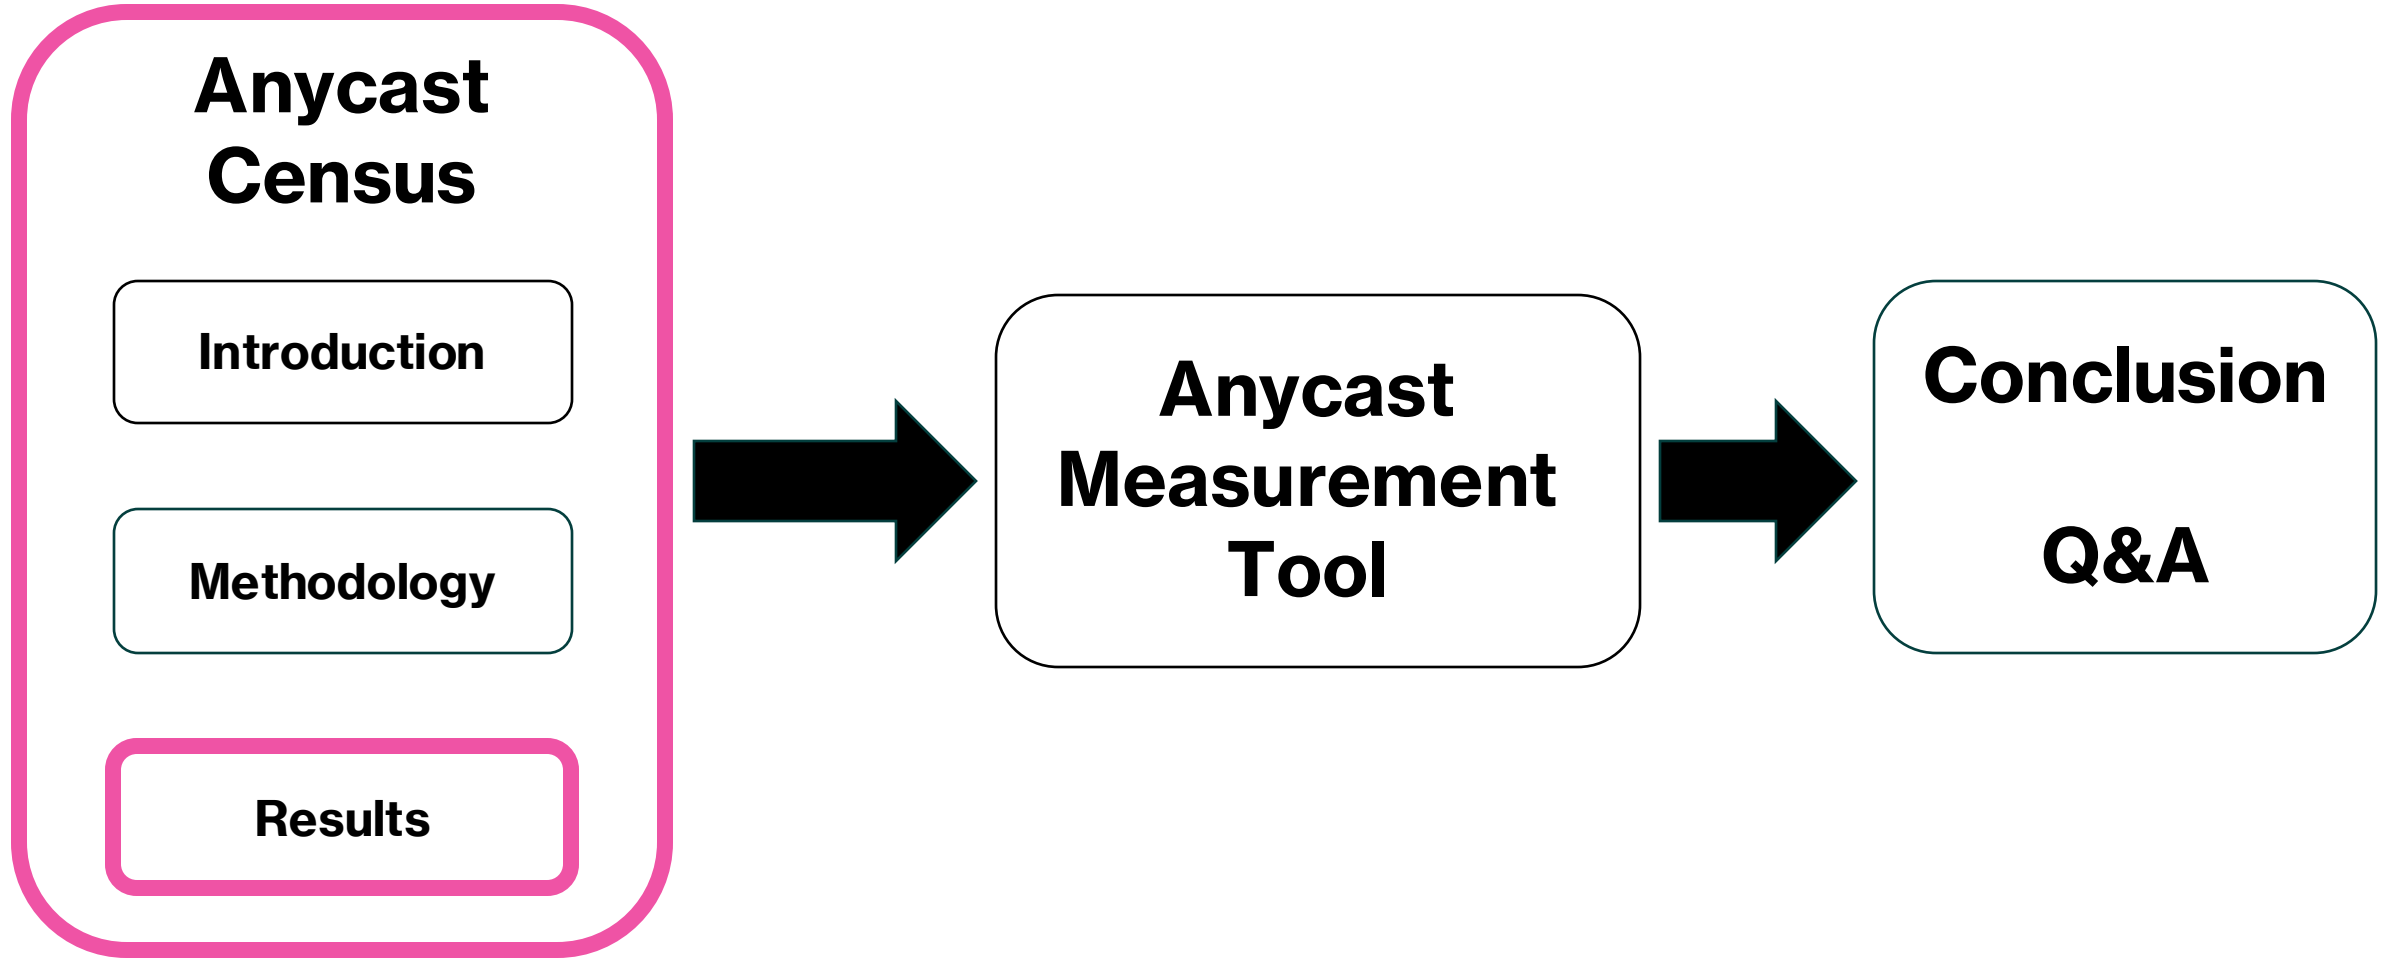 Anycast
Census
Introduction
Methodology
Results
Anycast
Measurement
Tool
Conclusion
Q&A